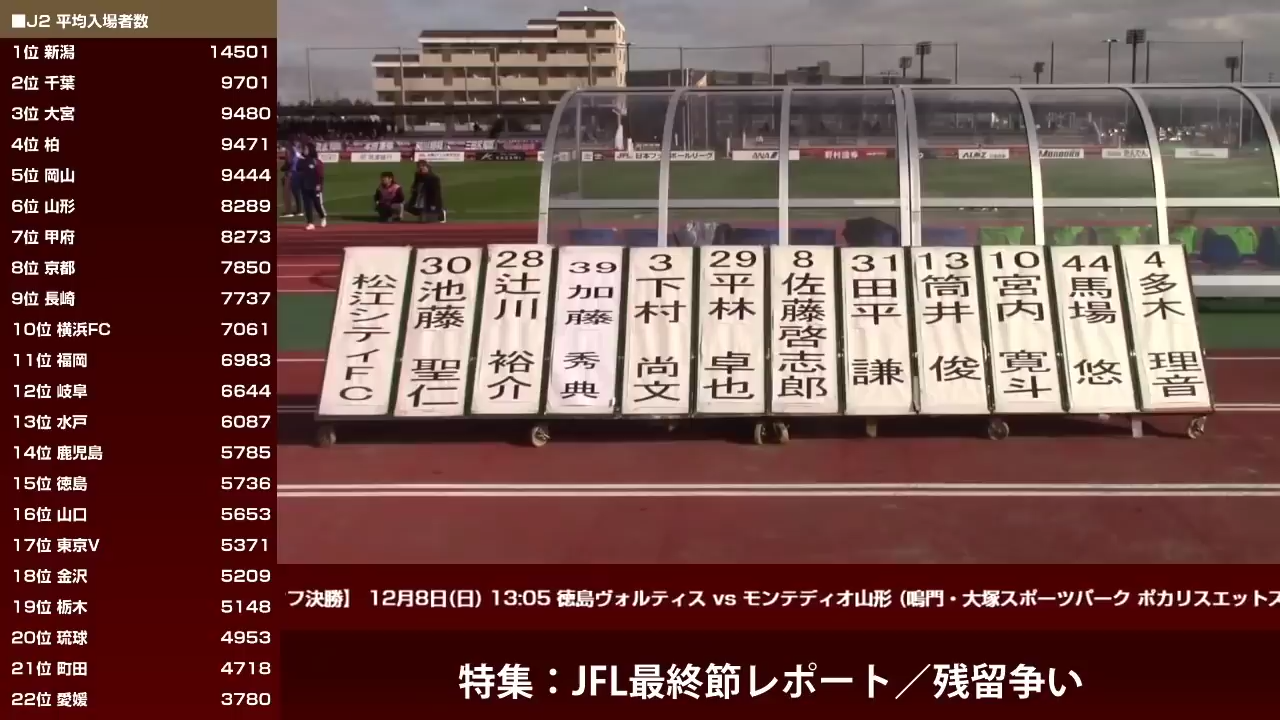 ■J2 平均入場者数
1位 新潟 14501
2位 千葉 9701
3位 大宮 9480
4位 柏 9471
5位 岡山 9444
6位 山形 8289
7位 甲府 8273
8位 京都 7850
9位 長崎 7737
10位 横浜FC 7061
11位 福岡 6983
12位 岐阜 6644
13位 水戸 6087
14位 鹿児島 5785
15位 徳島 5736
16位 山口 5653
17位 東京V 5371
18位 金沢 5209
19位 栃木 5148
20位 琉球 4953
21位 町田 4718
22位 愛媛 3780
ANA
野村證券
松江シティFC
30 池藤 聖仁
28 辻川 裕介
39 加藤 秀典
3 下村 尚文
29 平林 卓也
8 佐藤啓志郎
31 田平 謙
13 筒井 俊
10 宮内 寛斗
44 馬場 悠
4 多木 理音
フ決勝】 12月8日(日) 13:05 徳島ヴォルティス vs モンテディオ山形 (鳴門・大塚スポーツパーク ポカリスエットス
特集：JFL最終節レポート／残留争い